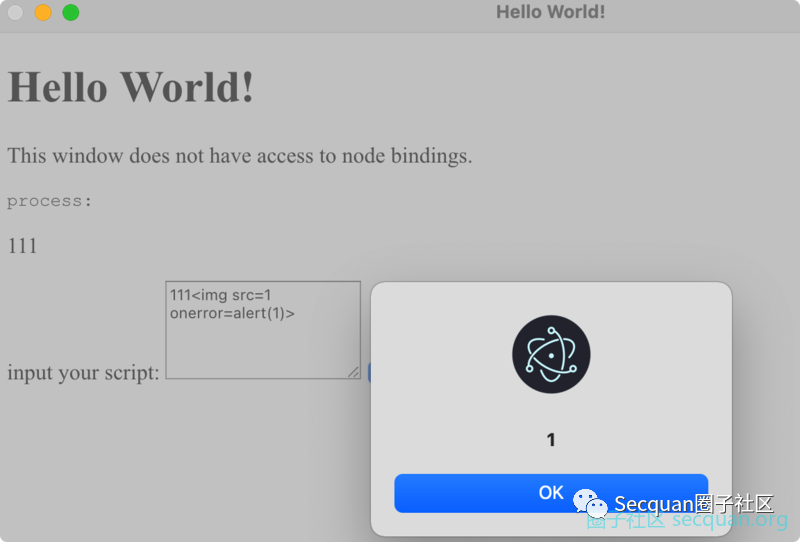 Hello World!
Hello World!
This window does not have access to node bindings.
process:
111
input your script:
111<img src=1
onerror=alert(1)>
1
OK
Secquan圈子社区
圈子社区 secquan.org